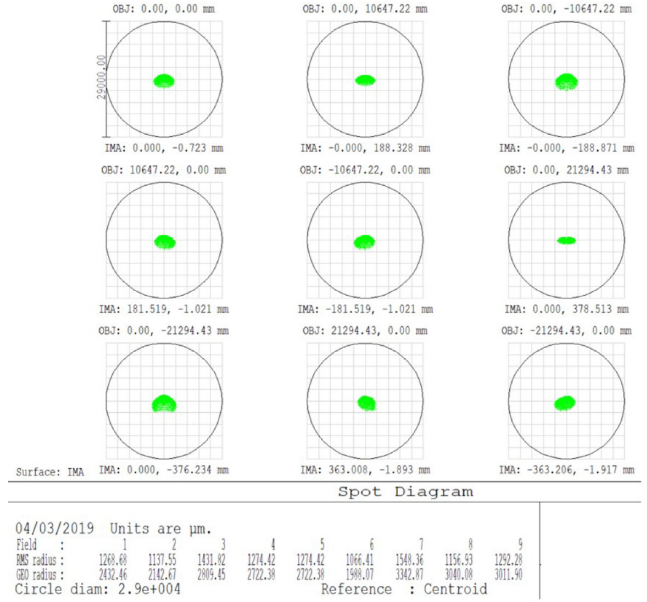 OBJ: 0.00, 0.00 mm OBJ: 0.00, 10647.22 mm OBJ: 0.00, -10647.22 mm
29000.00
IMA: 0.000, -0.723 mm IMA: -0.000, 188.328 mm IMA: -0.000, -188.871 mm
OBJ: 10647.22, 0.00 mm OBJ: -10647.22, 0.00 mm OBJ: 0.00, 21294.43 mm
IMA: 181.519, -1.021 mm IMA: -181.519, -1.021 mm IMA: 0.000, 378.513 mm
OBJ: 0.00, -21294.43 mm OBJ: 21294.43, 0.00 mm OBJ: -21294.43, 0.00 mm
Surface: IMA IMA: 0.000, -376.234 mm IMA: 363.008, -1.893 mm IMA: -363.206, -1.917 mm
Spot Diagram
04/03/2019 Units are µm.
Field : 1 2 3 4 5 6 7 8 9
RMS radius : 1268.68 1137.55 1431.82 1274.42 1274.42 1066.41 1548.36 1156.93 1292.28
GEO radius : 2432.46 2142.67 2809.45 2722.38 2722.38 1988.07 3342.87 3040.08 3011.90
Circle diam: 2.9e+004 Reference : Centroid